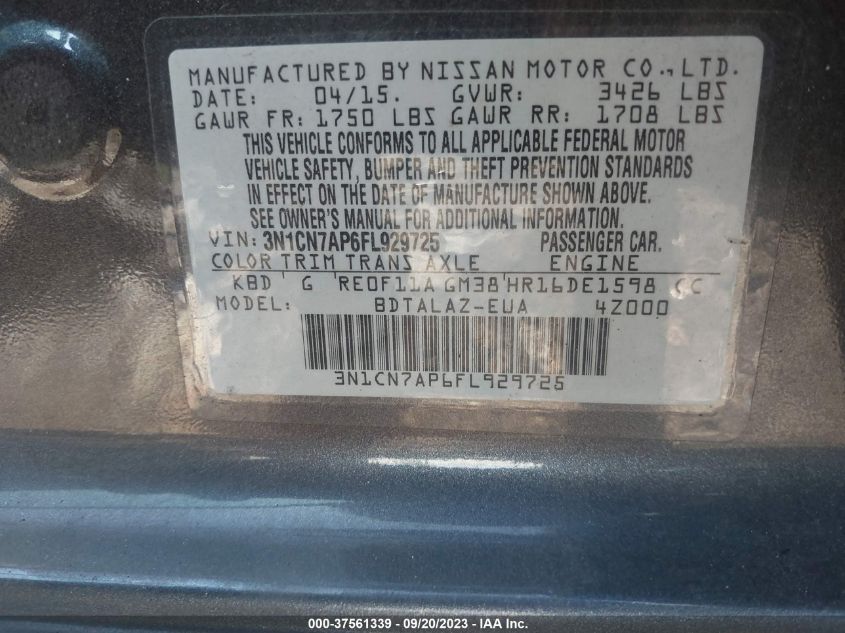 MANUFACTURED BY NISSAN MOTOR CO., LTD.
DATE: 04/15. GVWR: 3426 LBS
GAWR FR: 1750 LBS GAWR RR: 1708 LBS
THIS VEHICLE CONFORMS TO ALL APPLICABLE FEDERAL MOTOR
VEHICLE SAFETY, BUMPER AND THEFT PREVENTION STANDARDS
IN EFFECT ON THE DATE OF MANUFACTURE SHOWN ABOVE.
SEE OWNER'S MANUAL FOR ADDITIONAL INFORMATION.
VIN: 3N1CN7AP6FL929725 PASSENGER CAR.
COLOR TRIM TRANS AXLE ENGINE
KBD G RE0F11A GM38 HR16DE1598 CC
MODEL: BDTALAZ-EUA 4Z000
3N1CN7AP6FL929725
000-37561339 - 09/20/2023 - IAA Inc.